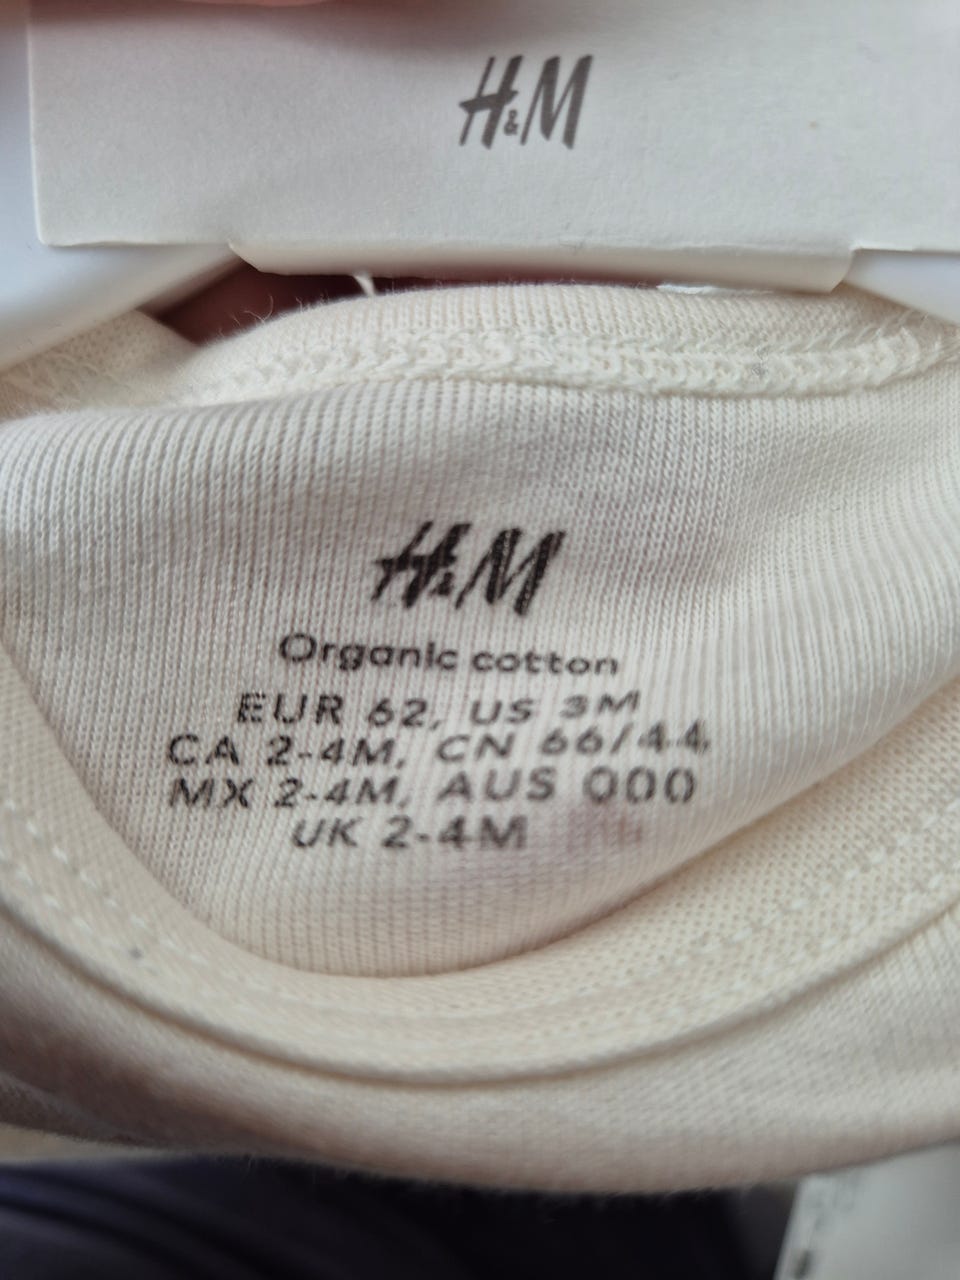 H&M
H&M
Organic cotton
EUR 62, US 3M
CA 2-4M, CN 66/44,
MX 2-4M, AUS 000
UK 2-4M